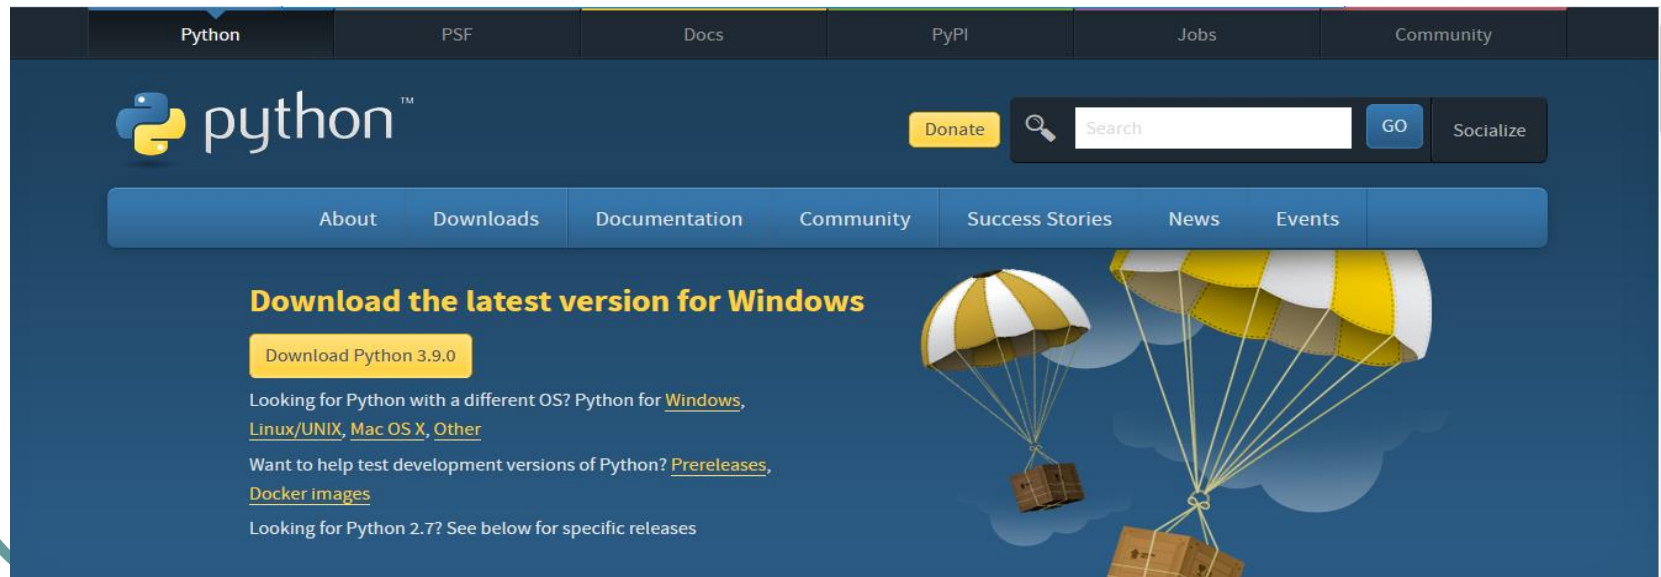 Python PSF Docs PyPI Jobs Community
python™
Donate Search GO Socialize
About Downloads Documentation Community Success Stories News Events
Download the latest version for Windows
Download Python 3.9.0
Looking for Python with a different OS? Python for Windows,
Linux/UNIX, Mac OS X, Other
Want to help test development versions of Python? Prereleases,
Docker images
Looking for Python 2.7? See below for specific releases